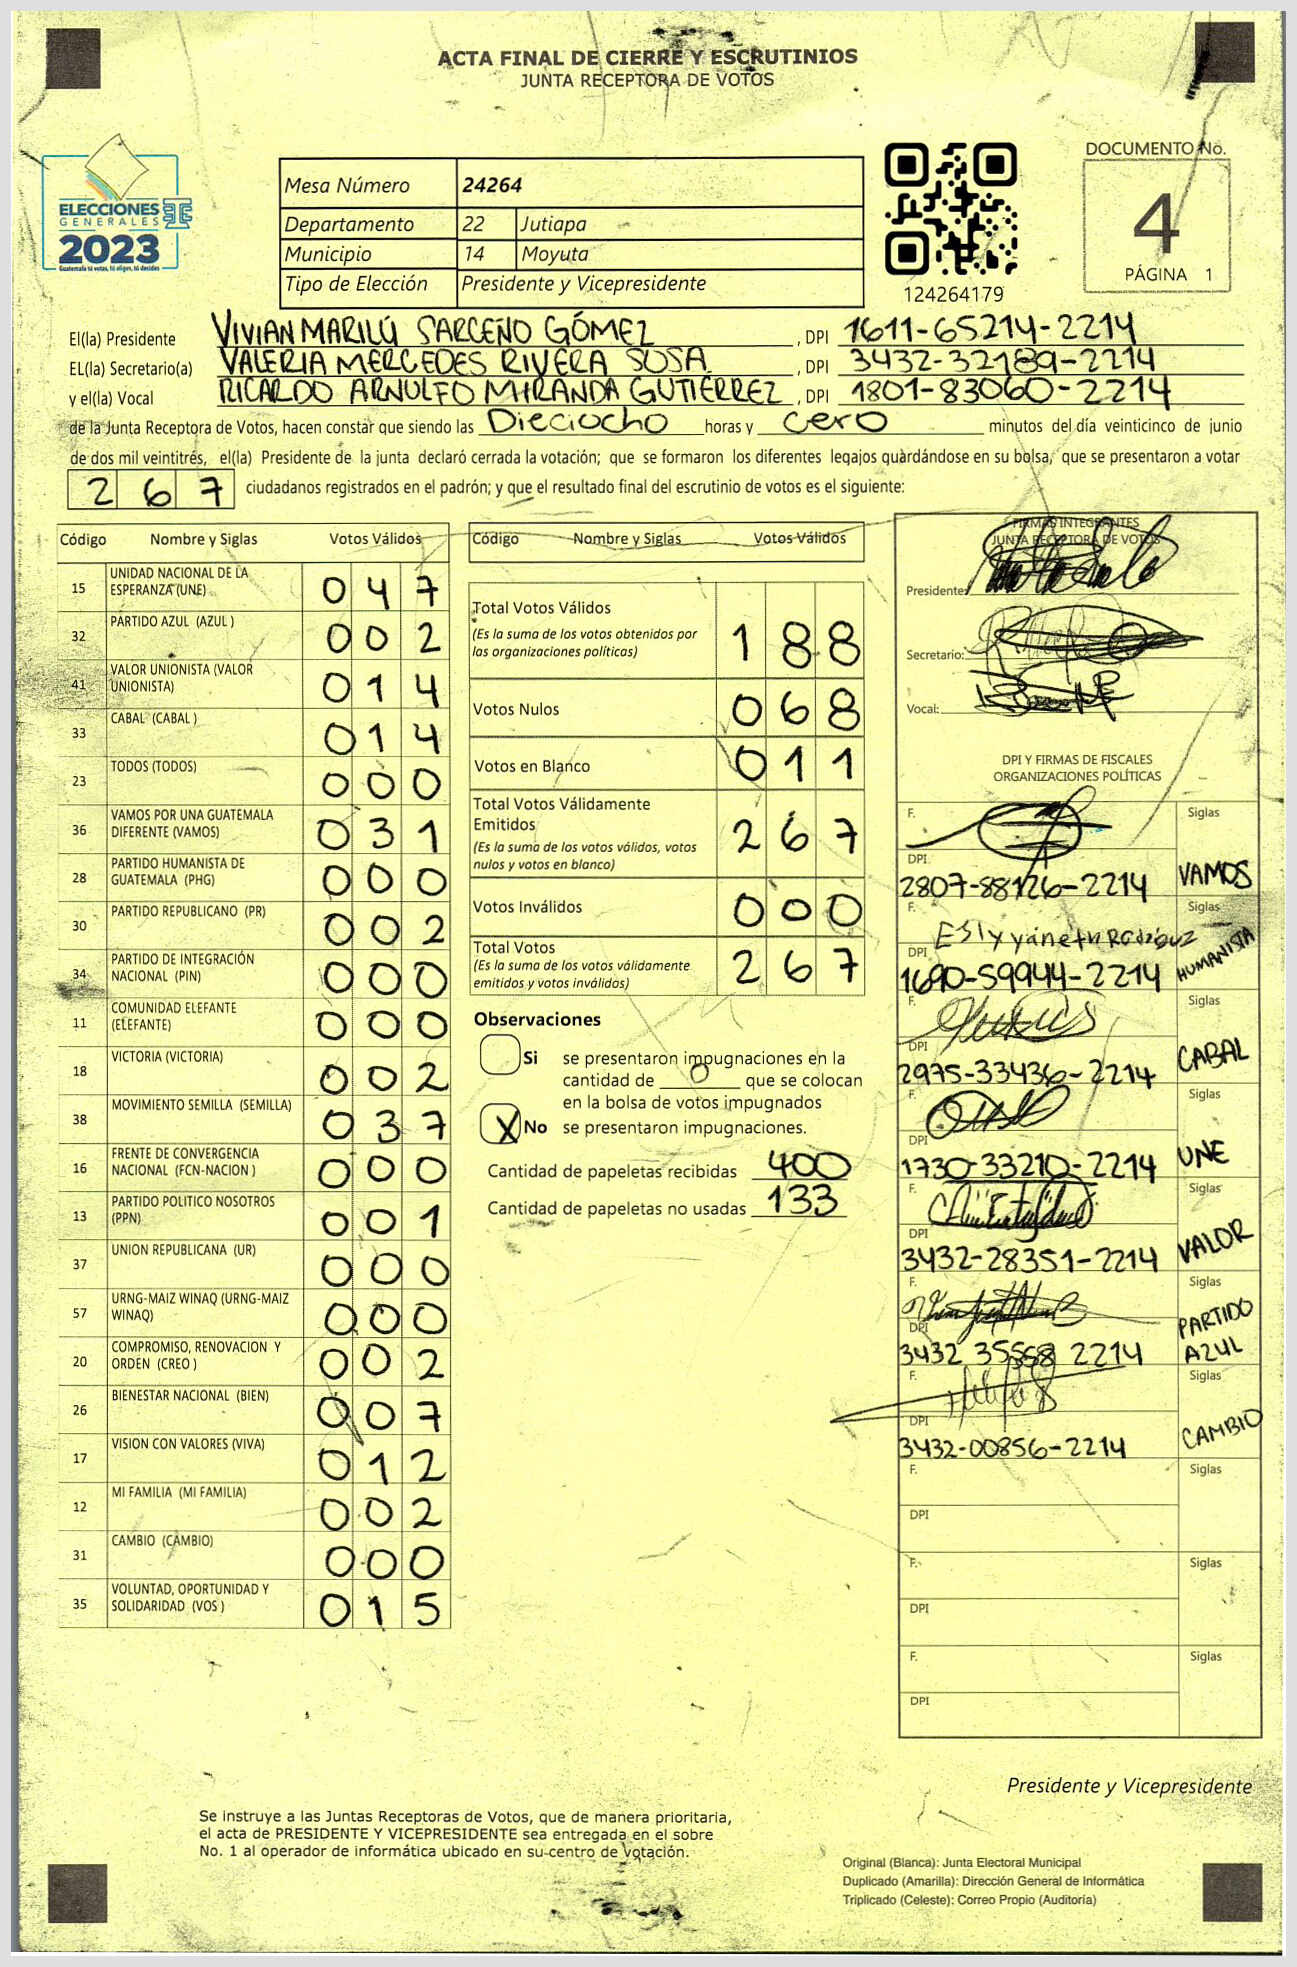 ACTA FINAL DE CIERRE Y ESCRUTINIOS
JUNTA RECEPTORA DE VOTOS
ELECCIONES
GENERALES
2023
Guatemala tú votas, tú eliges, tú decides
Mesa Número 24264
Departamento 22 Jutiapa
Municipio 14 Moyuta
Tipo de Elección Presidente y Vicepresidente
124264179
DOCUMENTO No.
4
PÁGINA 1
El(la) Presidente VIVIAN MARILÚ SARCEÑO GÓMEZ, DPI 1611-65214-2214
EL(la) Secretario(a) VALERIA MERCEDES RIVERA SOSA, DPI 3432-32189-2214
y el(la) Vocal RICARDO ARNULFO MIRANDA GUTIÉRREZ, DPI 1801-83060-2214
de la Junta Receptora de Votos, hacen constar que siendo las Dieciocho horas y cero minutos del día veinticinco de junio
de dos mil veintitrés, el(la) Presidente de la junta declaró cerrada la votación; que se formaron los diferentes legajos quàrdándose en su bolsa, que se presentaron a votar
267 ciudadanos registrados en el padrón; y que el resultado final del escrutinio de votos es el siguiente:
Código Nombre y Siglas Votos Válidos
15 UNIDAD NACIONAL DE LA ESPERANZA (UNE) 047
32 PARTIDO AZUL (AZUL ) 002
41 VALOR UNIONISTA (VALOR UNIONISTA) 014
33 CABAL (CABAL ) 014
23 TODOS (TODOS) 000
36 VAMOS POR UNA GUATEMALA DIFERENTE (VAMOS) 031
28 PARTIDO HUMANISTA DE GUATEMALA (PHG) 000
30 PARTIDO REPUBLICANO (PR) 002
34 PARTIDO DE INTEGRACIÓN NACIONAL (PIN) 000
11 COMUNIDAD ELEFANTE (ELEFANTE) 000
18 VICTORIA (VICTORIA) 002
38 MOVIMIENTO SEMILLA (SEMILLA) 037
16 FRENTE DE CONVERGENCIA NACIONAL (FCN-NACION ) 000
13 PARTIDO POLITICO NOSOTROS (PPN) 001
37 UNION REPUBLICANA (UR) 000
57 URNG-MAIZ WINAQ (URNG-MAIZ WINAQ) 000
20 COMPROMISO, RENOVACION Y ORDEN (CREO ) 002
26 BIENESTAR NACIONAL (BIEN) 007
17 VISION CON VALORES (VIVA) 012
12 MI FAMILIA (MI FAMILIA) 002
31 CAMBIO (CAMBIO) 000
35 VOLUNTAD, OPORTUNIDAD Y SOLIDARIDAD (VOS ) 015
Código Nombre y Siglas Votos Válidos
Total Votos Válidos 188
(Es la suma de los votos obtenidos por
las organizaciones políticas)
Votos Nulos 068
Votos en Blanco 011
Total Votos Válidamente
Emitidos 267
(Es la suma de los votos válidos, votos
nulos y votos en blanco)
Votos Inválidos 000
Total Votos 267
(Es la suma de los votos válidamente
emitidos y votos inválidos)
Observaciones
Si se presentaron impugnaciones en la
cantidad de 0 que se colocan
en la bolsa de votos impugnados
X No se presentaron impugnaciones.
Cantidad de papeletas recibidas 400
Cantidad de papeletas no usadas 133
FIRMAS INTEGRANTES
JUNTA RECEPTORA DE VOTOS
Presidente:
Secretario:
Vocal:
DPI Y FIRMAS DE FISCALES
ORGANIZACIONES POLÍTICAS
F. Siglas
DPI
2807-88126-2214 VAMOS
F. Siglas
DPI
1690-59944-2214 HUMANISTA
F. Siglas
DPI
2975-33436-2214 CABAL
F. Siglas
DPI
1730-33210-2214 UNE
F. Siglas
DPI
3432-28351-2214 VALOR
F. Siglas
DPI
3432 35558 2214 PARTIDO AZUL
F. Siglas
DPI
3432-00856-2214 CAMBIO
F. Siglas
DPI
F. Siglas
DPI
F. Siglas
DPI
Presidente y Vicepresidente
Se instruye a las Juntas Receptoras de Votos, que de manera prioritaria,
el acta de PRESIDENTE Y VICEPRESIDENTE sea entregada en el sobre
No. 1 al operador de informática ubicado en su centro de votación.
Original (Blanca): Junta Electoral Municipal
Duplicado (Amarilla): Dirección General de Informática
Triplicado (Celeste): Correo Propio (Auditoría)